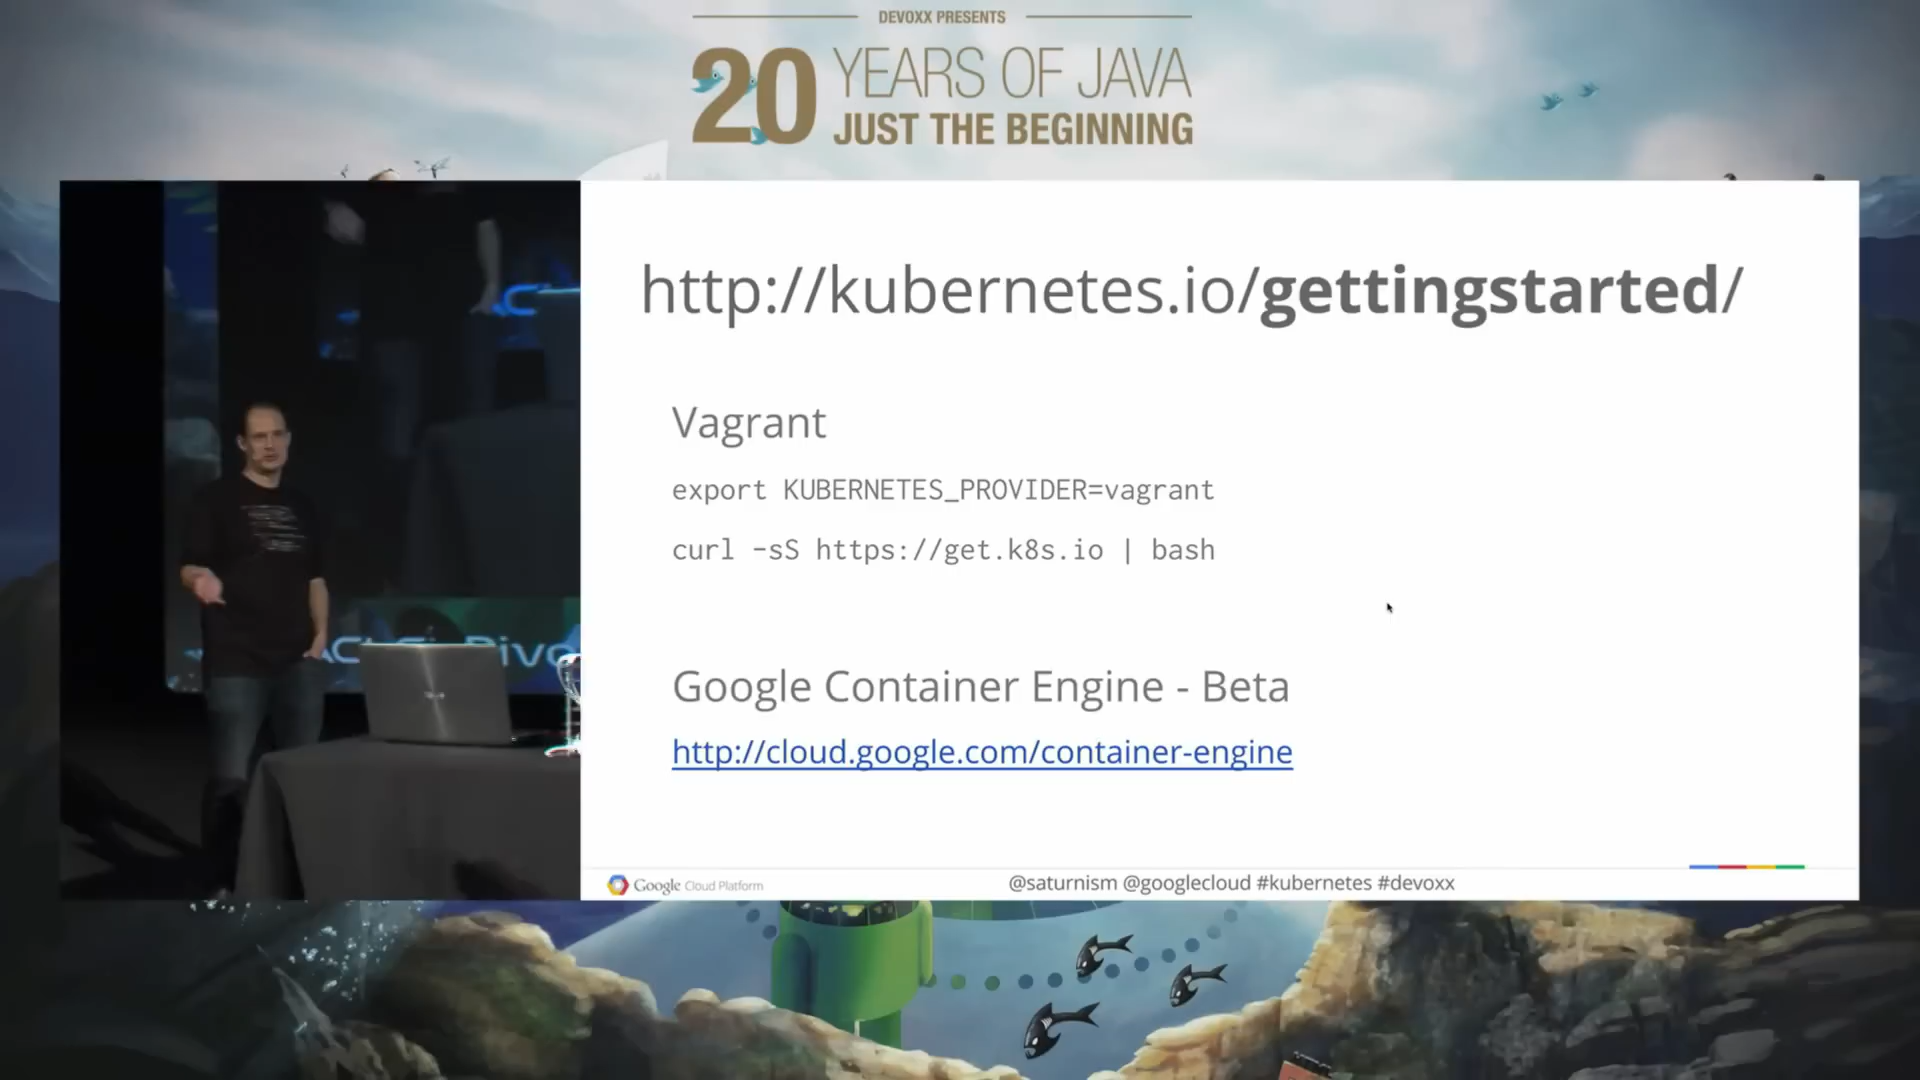 DEVOXX PRESENTS
20 YEARS OF JAVA
JUST THE BEGINNING
http://kubernetes.io/gettingstarted/
Vagrant
export KUBERNETES_PROVIDER=vagrant
curl -sS https://get.k8s.io | bash
Google Container Engine - Beta
http://cloud.google.com/container-engine
Google Cloud Platform
@saturnism @googlecloud #kubernetes #devoxx